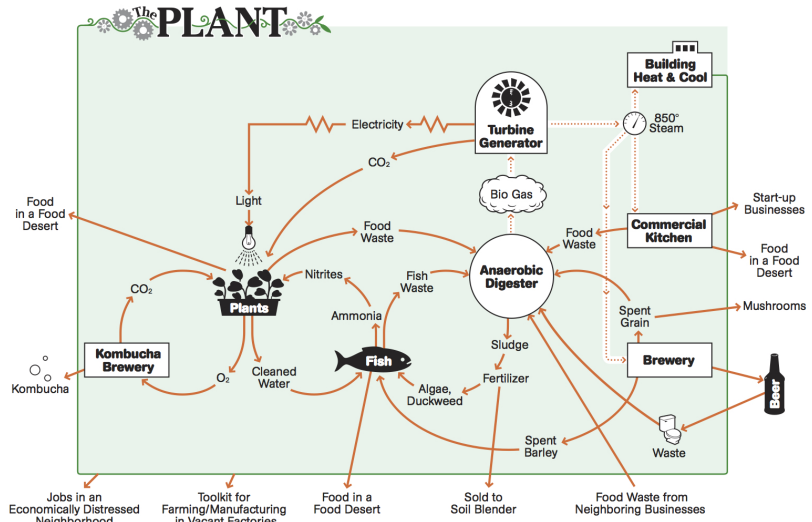 The PLANT
Building
Heat & Cool
850°
Steam
Turbine
Generator
Electricity
CO₂
Light
Bio Gas
Food
in a Food
Desert
Start-up
Businesses
Commercial
Kitchen
Food
Waste
Food
Waste
Food
in a Food
Desert
Anaerobic
Digester
Nitrites
Fish
Waste
CO₂
Plants
Ammonia
Spent
Grain
Mushrooms
Sludge
Kombucha
Brewery
Fish
Brewery
Kombucha
O₂
Cleaned
Water
Algae,
Duckweed
Fertilizer
Beer
Spent
Barley
Waste
Jobs in an
Economically Distressed
Neighborhood
Toolkit for
Farming/Manufacturing
in Vacant Factories
Food in a
Food Desert
Sold to
Soil Blender
Food Waste from
Neighboring Businesses